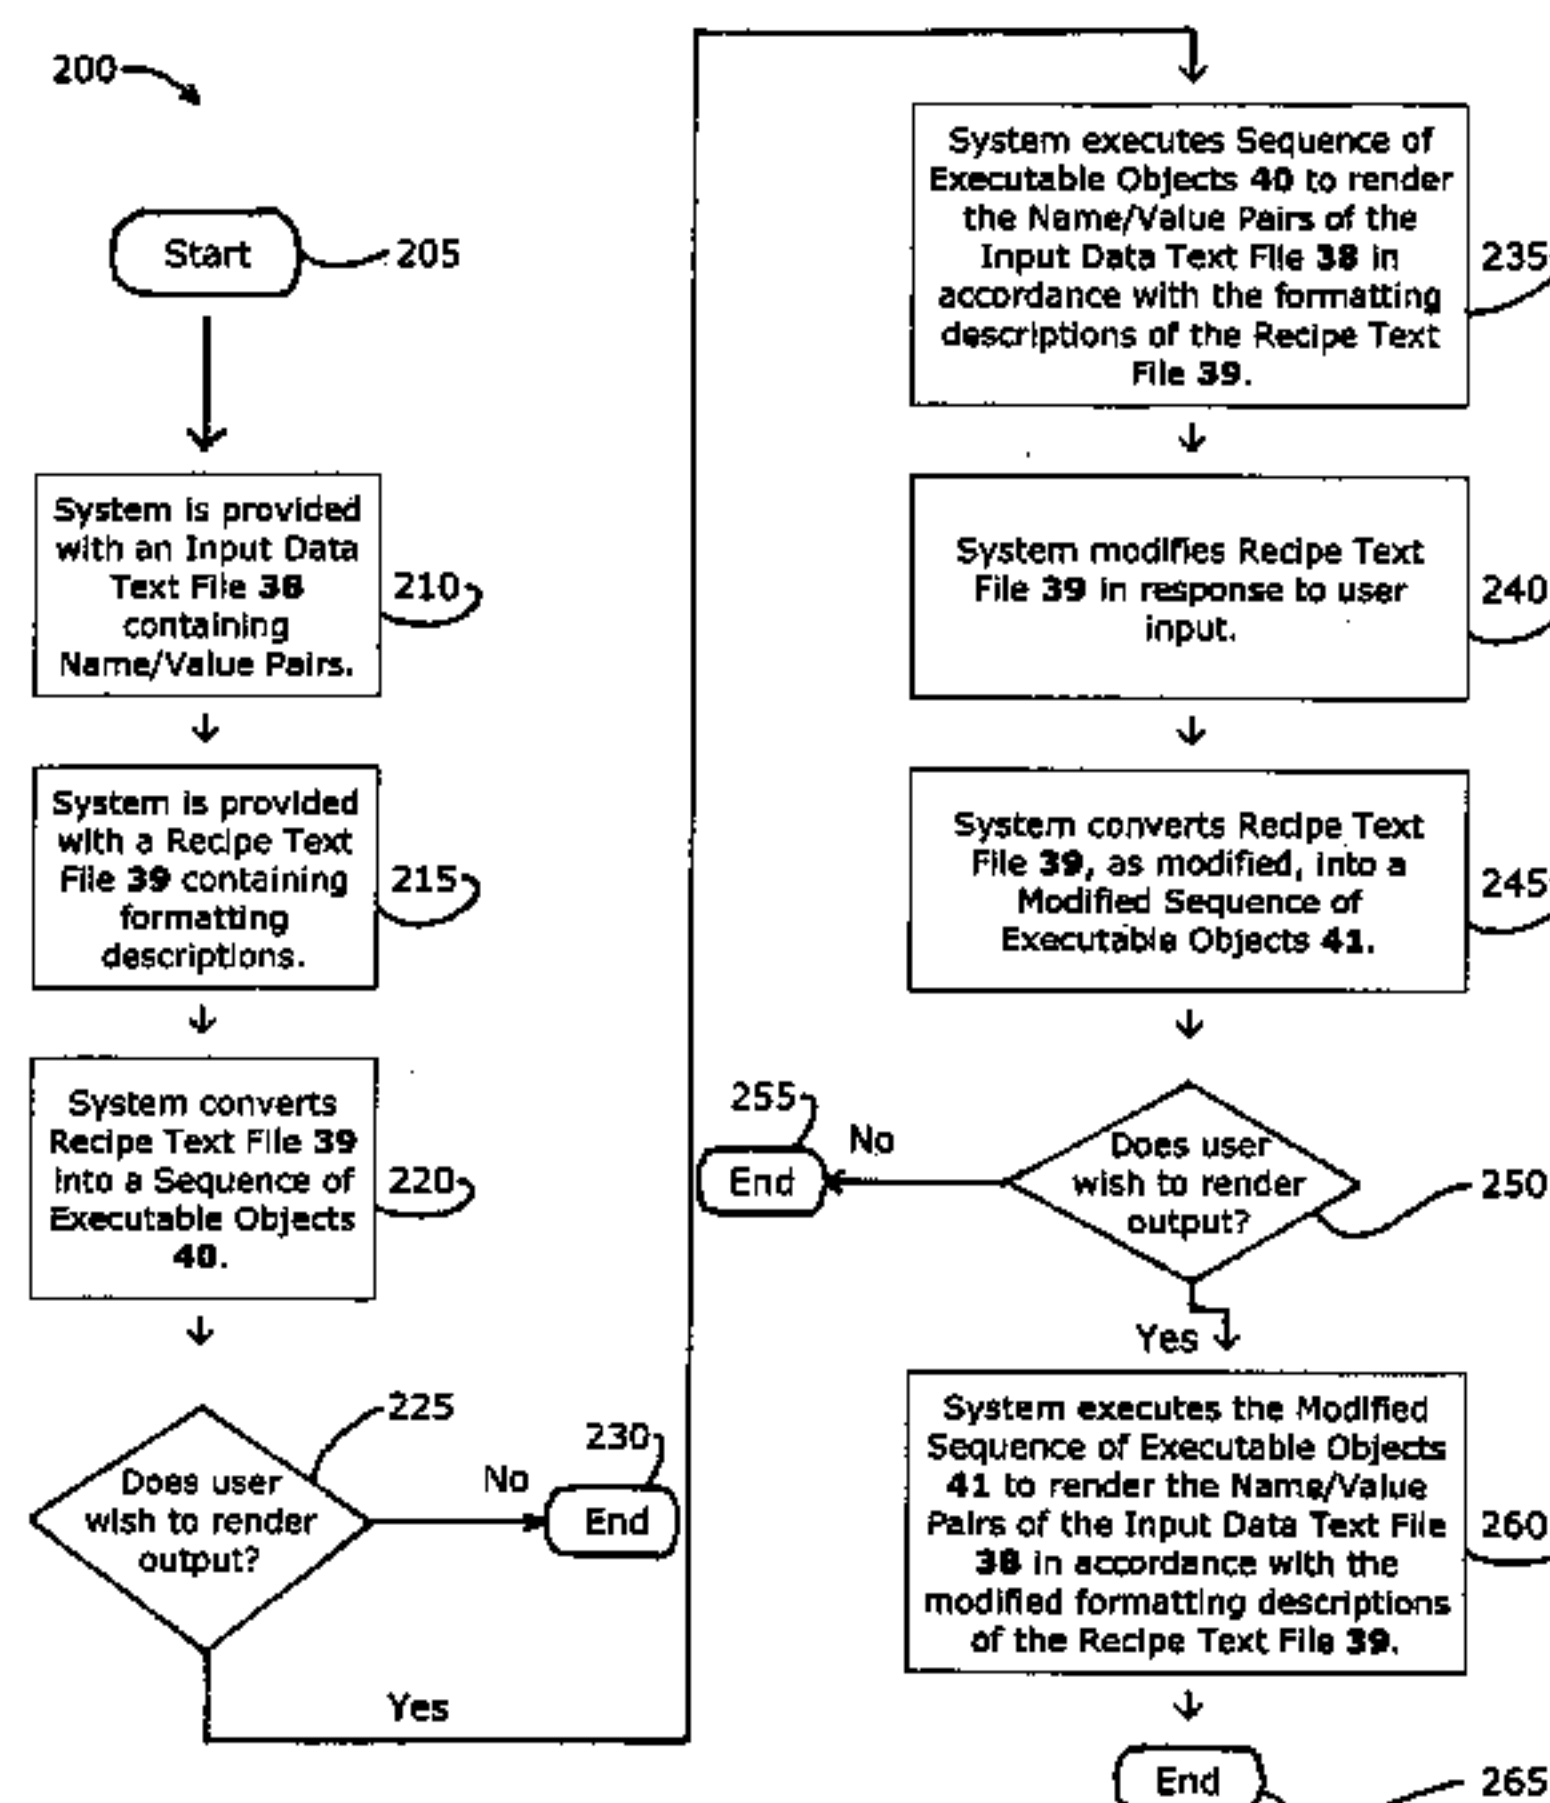 200
Start
205
System is provided
with an Input Data
Text File 38
containing
Name/Value Pairs.
210
System is provided
with a Recipe Text
File 39 containing
formatting
descriptions.
215
System converts
Recipe Text File 39
into a Sequence of
Executable Objects
40.
220
225
Does user
wish to render
output?
No
230
End
Yes
System executes Sequence of
Executable Objects 40 to render
the Name/Value Pairs of the
Input Data Text File 38 in
accordance with the formatting
descriptions of the Recipe Text
File 39.
235
System modifies Recipe Text
File 39 in response to user
input.
240
System converts Recipe Text
File 39, as modified, into a
Modified Sequence of
Executable Objects 41.
245
Does user
wish to render
output?
250
No
255
End
Yes
System executes the Modified
Sequence of Executable Objects
41 to render the Name/Value
Pairs of the Input Data Text File
38 in accordance with the
modified formatting descriptions
of the Recipe Text File 39.
260
End
265